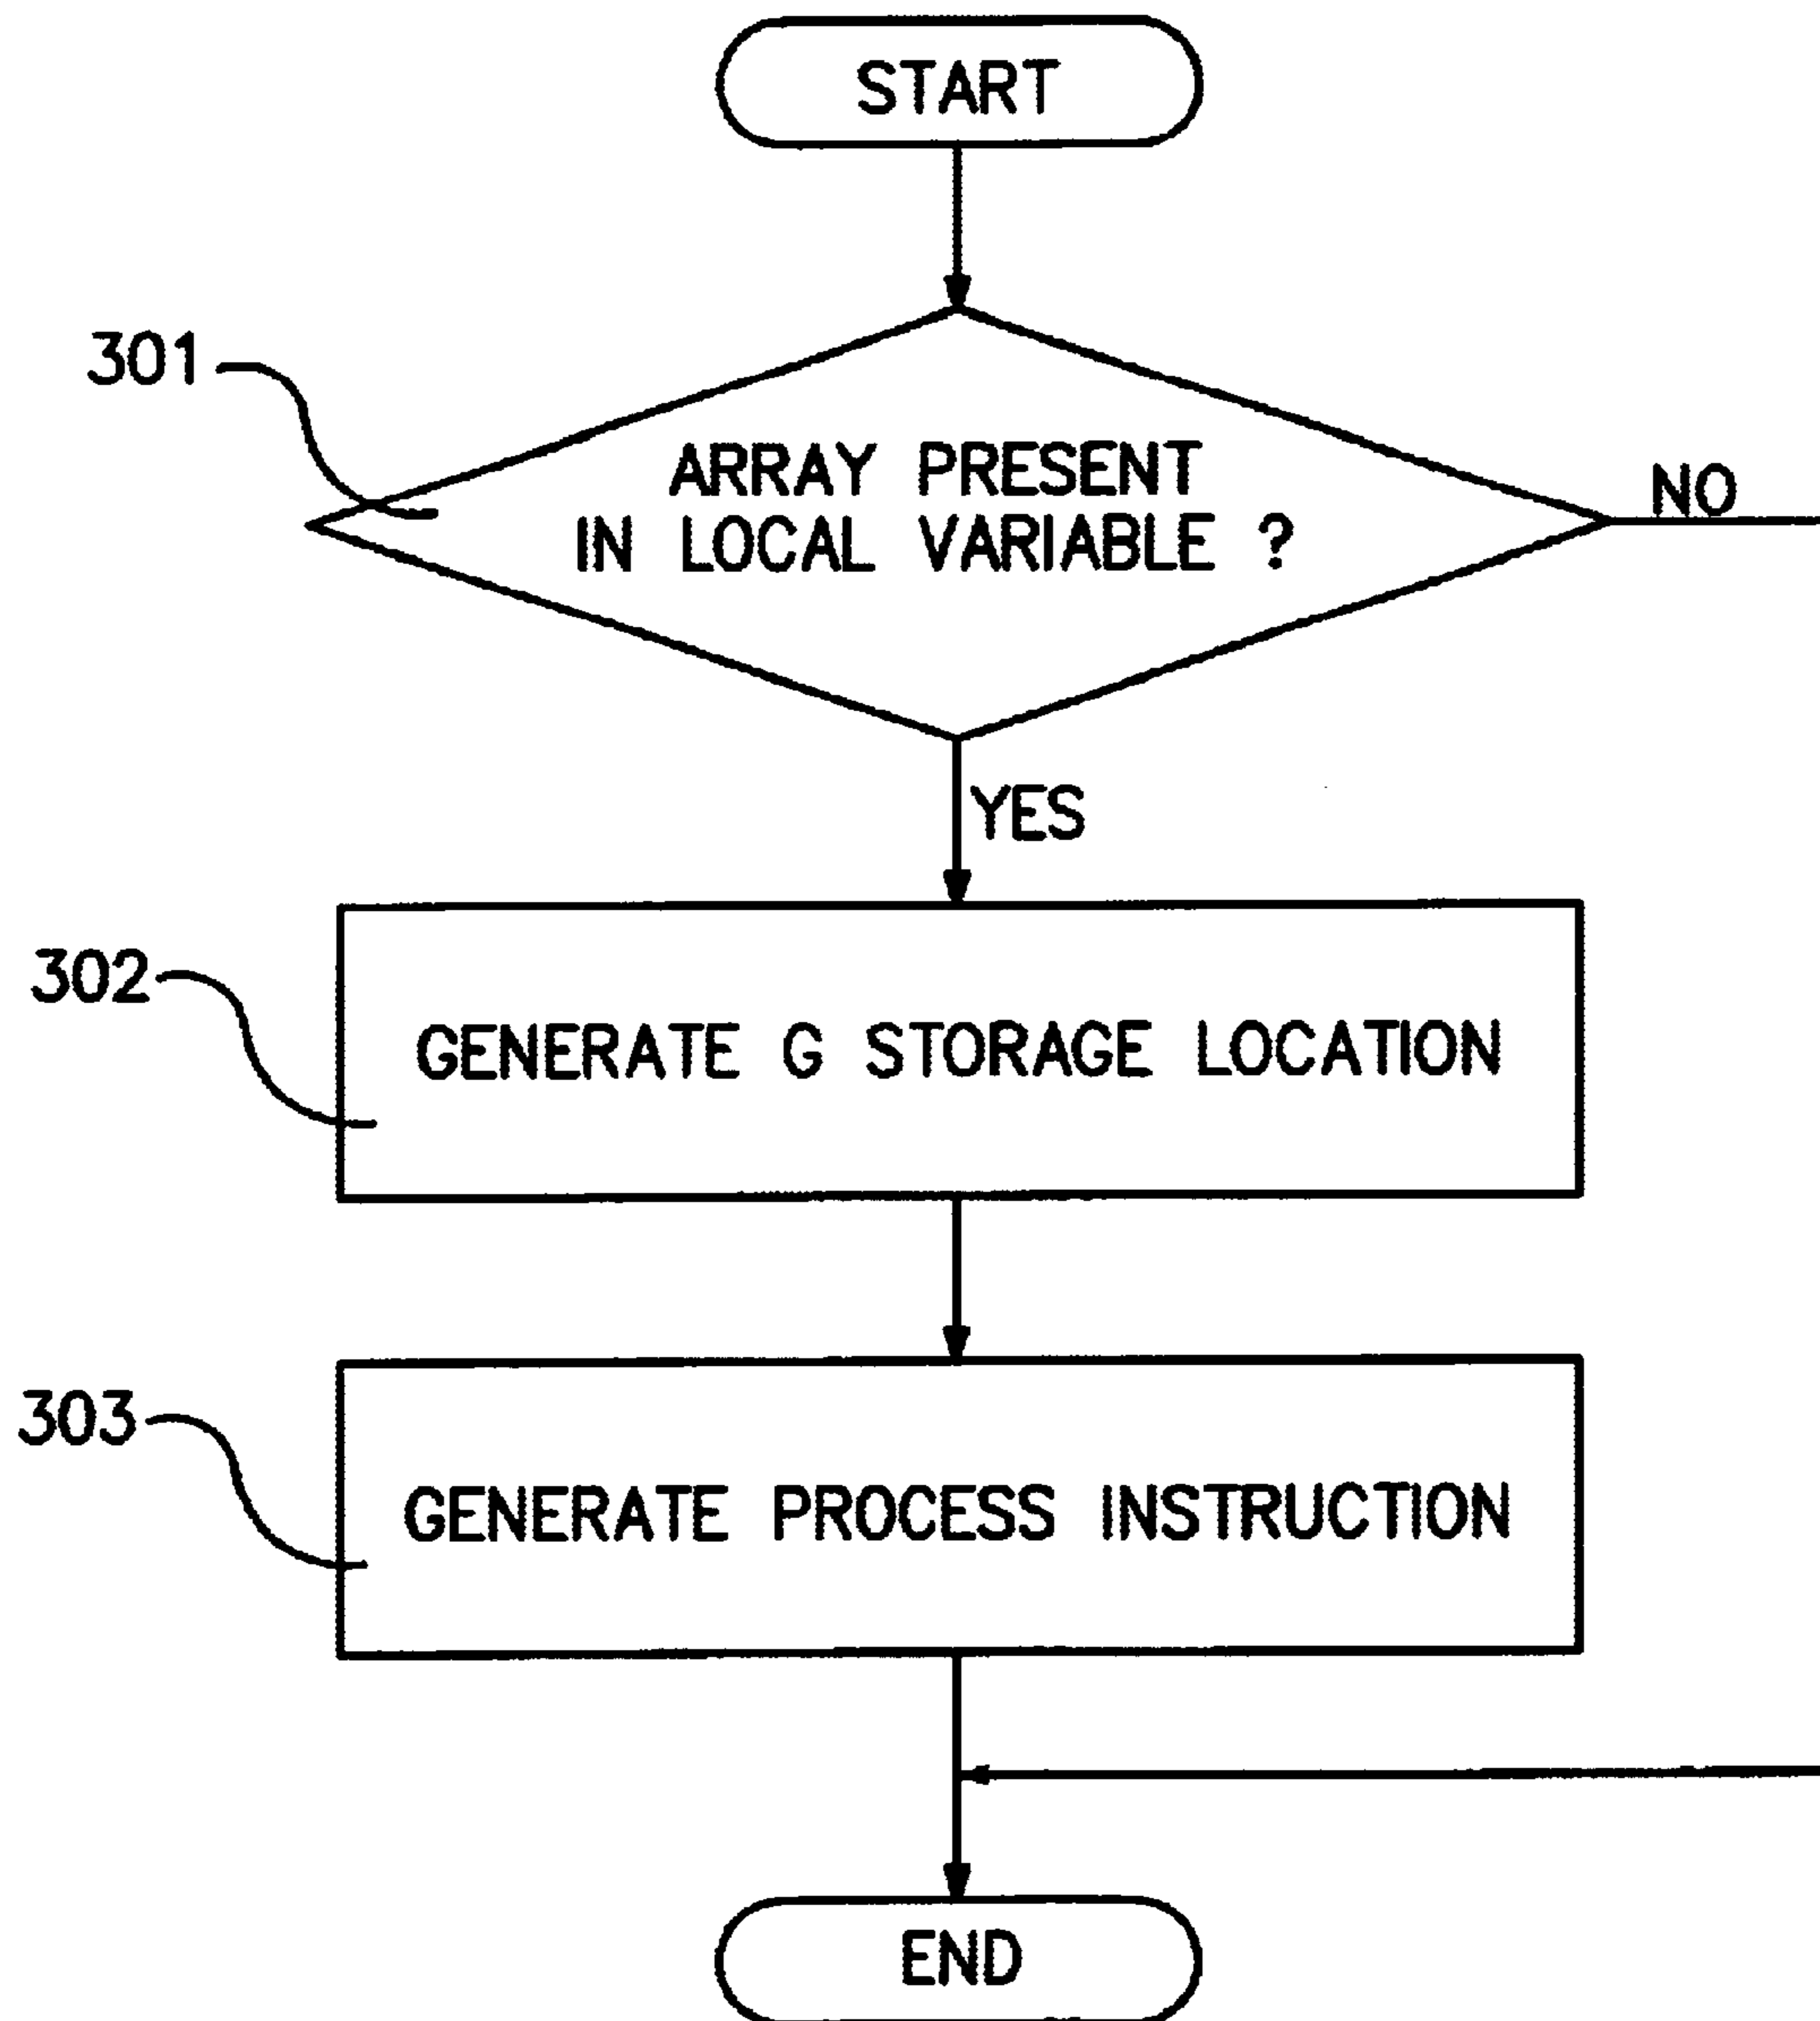 START
301
ARRAY PRESENT
IN LOCAL VARIABLE ?
NO
YES
302
GENERATE G STORAGE LOCATION
303
GENERATE PROCESS INSTRUCTION
END